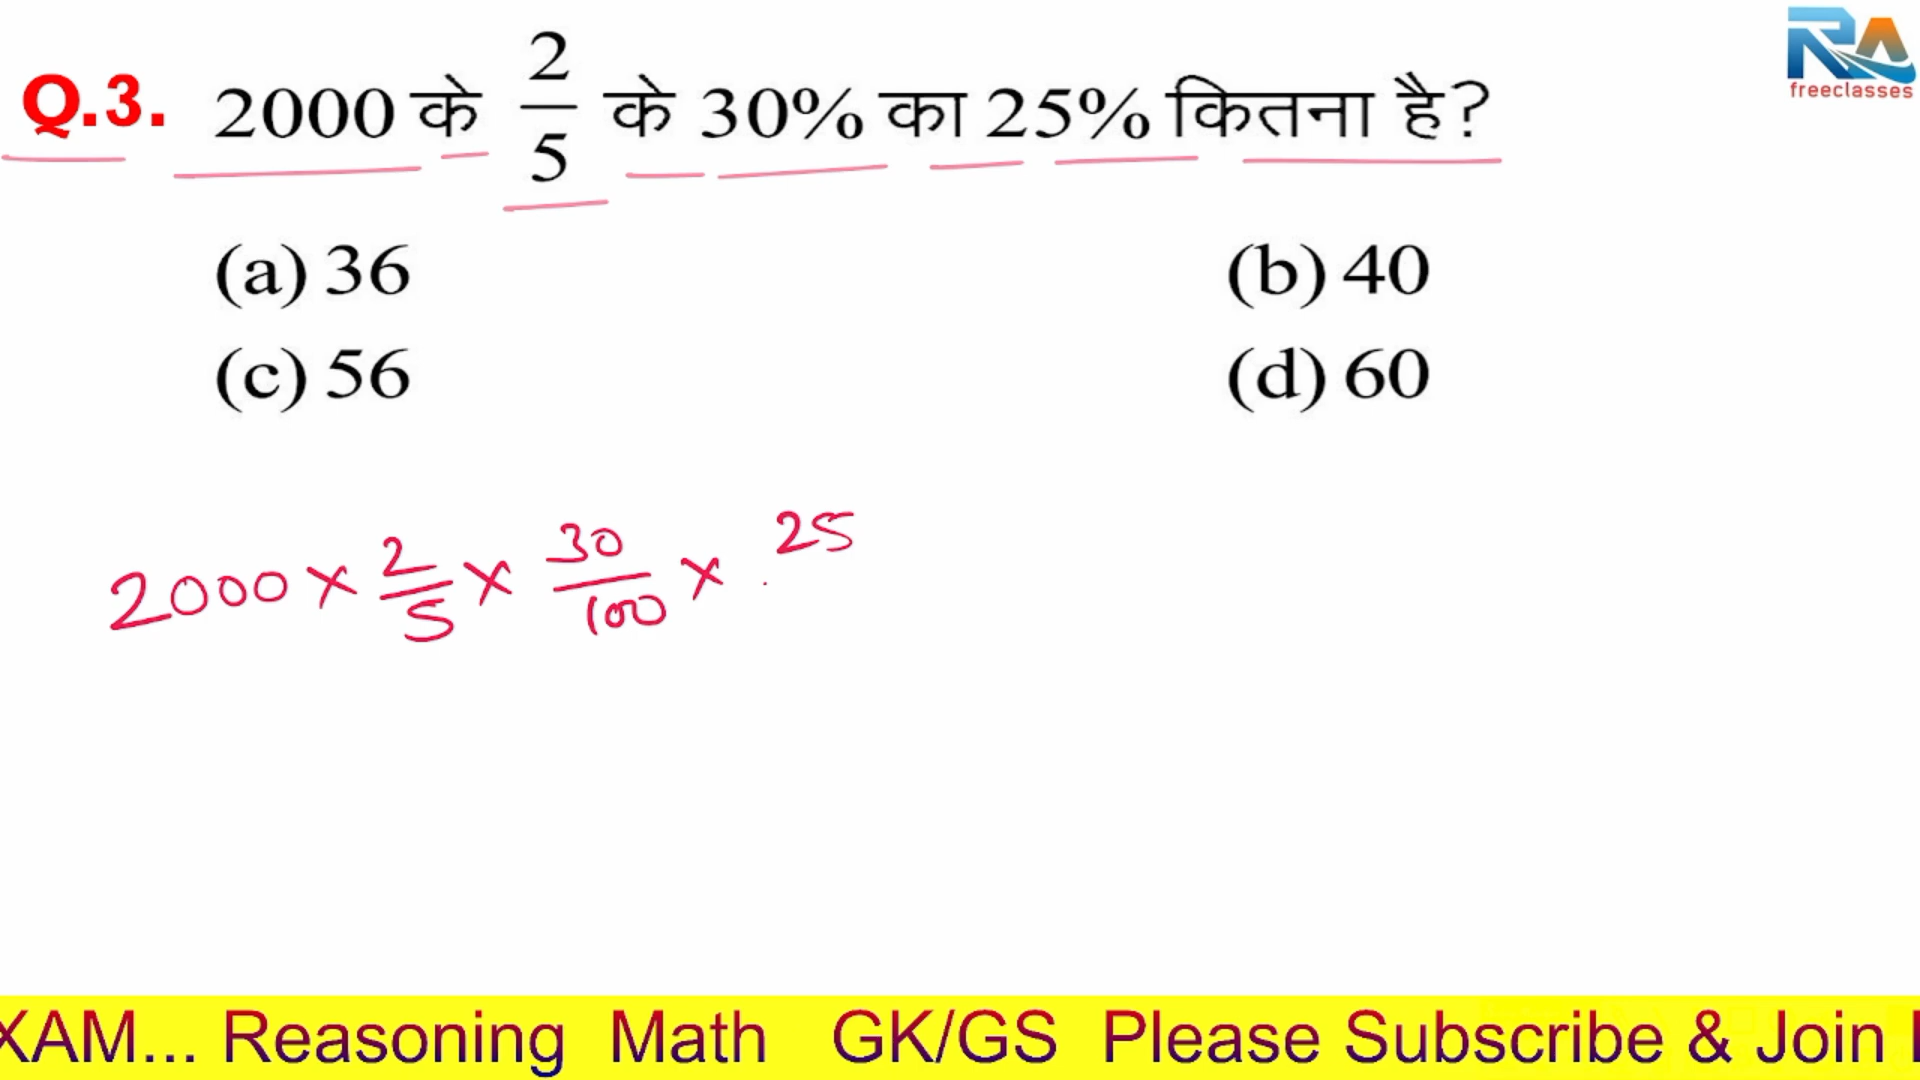 RA
freeclasses
Q.3. 2000 के 2/5 के 30% का 25% कितना है?
(a) 36 (b) 40
(c) 56 (d) 60
2000 × 2/5 × 30/100 × 25
XAM... Reasoning Math GK/GS Please Subscribe & Join